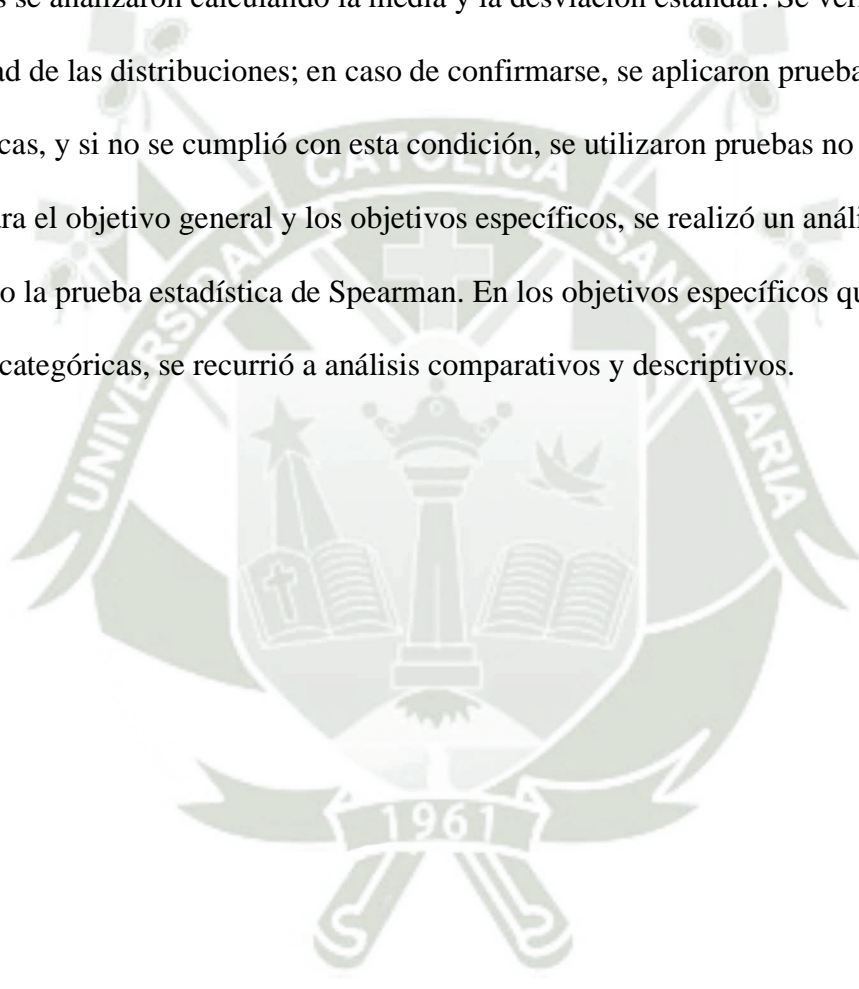 s se analizaron calculando la media y la desviación estándar. Se ver
ad de las distribuciones; en caso de confirmarse, se aplicaron prueba
cas, y si no se cumplió con esta condición, se utilizaron pruebas no
ra el objetivo general y los objetivos específicos, se realizó un anál
o la prueba estadística de Spearman. En los objetivos específicos qu
categóricas, se recurrió a análisis comparativos y descriptivos.
UNIVERSIDAD CATOLICA SANTA MARIA
1961